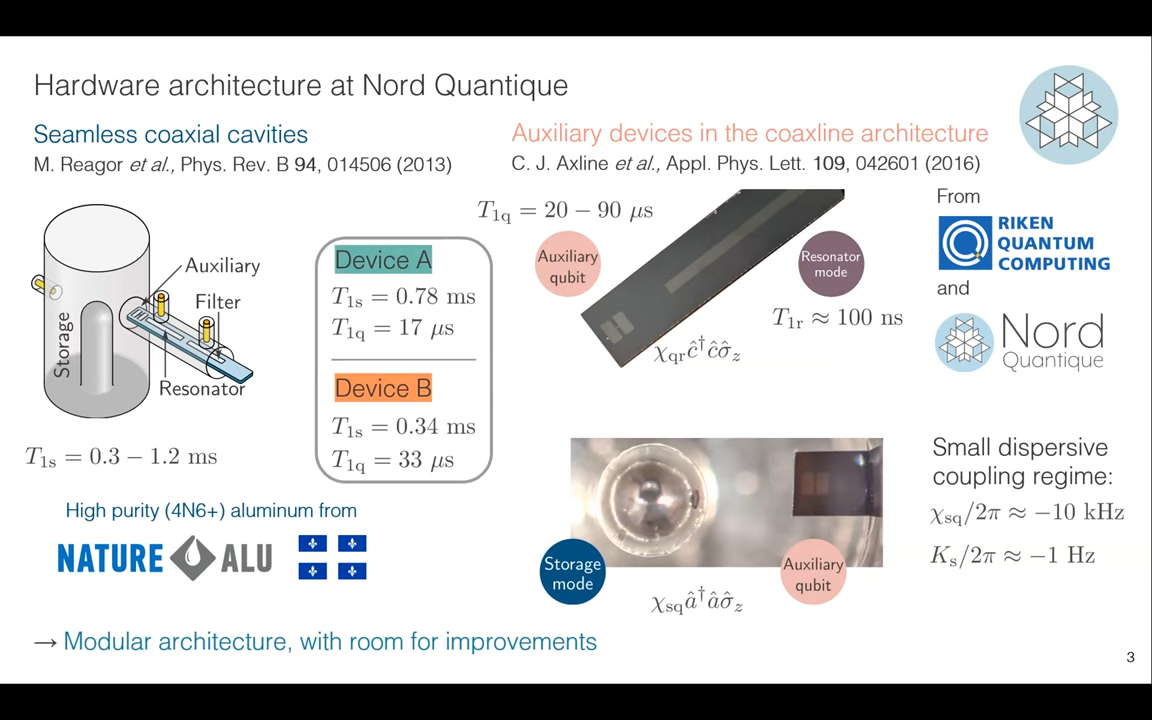 Hardware architecture at Nord Quantique
Seamless coaxial cavities
M. Reagor et al., Phys. Rev. B 94, 014506 (2013)
Auxiliary
Filter
Storage
Resonator
T₁ₛ = 0.3 − 1.2 ms
High purity (4N6+) aluminum from
NATURE ALU
Device A
T₁ₛ = 0.78 ms
T₁q = 17 μs
Device B
T₁ₛ = 0.34 ms
T₁q = 33 μs
Auxiliary devices in the coaxline architecture
C. J. Axline et al., Appl. Phys. Lett. 109, 042601 (2016)
T₁q = 20 − 90 μs
Auxiliary
qubit
Resonator
mode
T₁ᵣ ≈ 100 ns
χqr ĉ†ĉσ̂z
From
RIKEN
QUANTUM
COMPUTING
and
Nord
Quantique
Storage
mode
Auxiliary
qubit
χsq â†âσ̂z
Small dispersive
coupling regime:
χsq/2π ≈ −10 kHz
Kₛ/2π ≈ −1 Hz
→ Modular architecture, with room for improvements
3